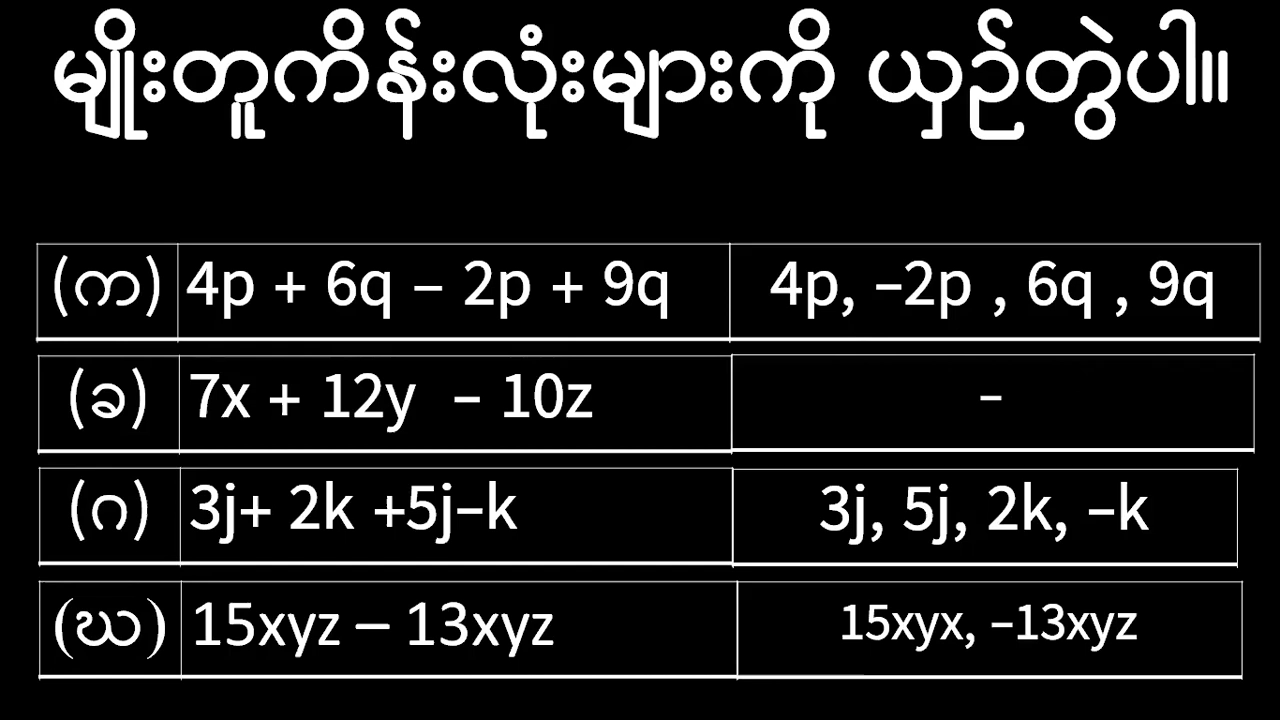 မျိုးတူကိန်းလုံးများကို ယှဉ်တွဲပါ။
(က) 4p + 6q – 2p + 9q 4p, –2p , 6q , 9q
(ခ) 7x + 12y – 10z –
(ဂ) 3j+ 2k +5j–k 3j, 5j, 2k, –k
(ဃ) 15xyz – 13xyz 15xyx, –13xyz